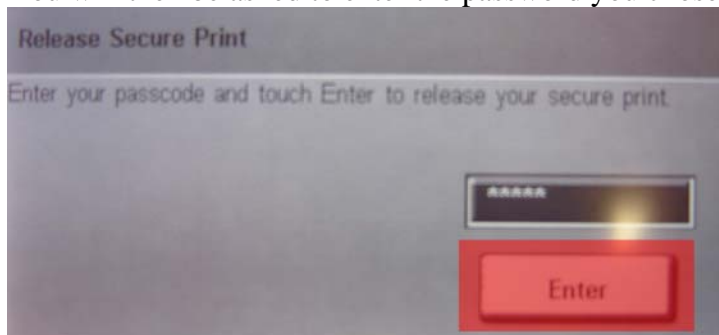 Release Secure Print
Enter your passcode and touch Enter to release your secure print.
*****
Enter